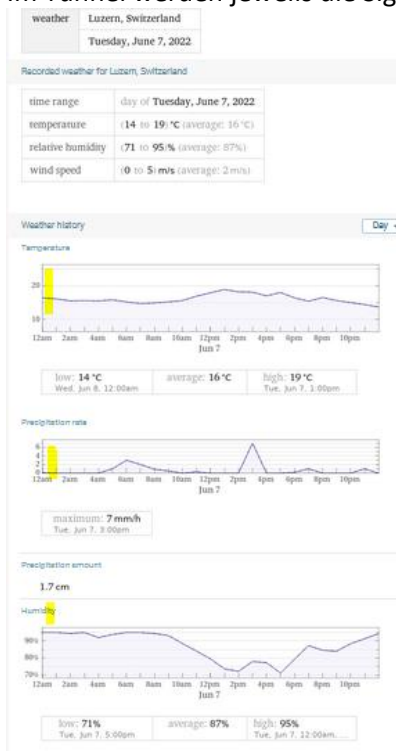 weather Luzern, Switzerland
Tuesday, June 7, 2022
Recorded weather for Luzern, Switzerland
time range day of Tuesday, June 7, 2022
temperature (14 to 19) °C (average: 16 °C)
relative humidity (71 to 95)% (average: 87%)
wind speed (0 to 5) m/s (average: 2 m/s)
Weather history Day
Temperature
20
10
12am 2am 4am 6am 8am 10am 12pm 2pm 4pm 6pm 8pm 10pm
Jun 7
low: 14 °C average: 16 °C high: 19 °C
Wed, Jun 8, 12:00am Tue, Jun 7, 1:00pm
Precipitation rate
6
4
2
0
12am 2am 4am 6am 8am 10am 12pm 2pm 4pm 6pm 8pm 10pm
Jun 7
maximum: 7 mm/h
Tue, Jun 7, 3:00pm
Precipitation amount
1.7 cm
Humidity
90%
80%
70%
12am 2am 4am 6am 8am 10am 12pm 2pm 4pm 6pm 8pm 10pm
Jun 7
low: 71% average: 87% high: 95%
Tue, Jun 7, 5:00pm Tue, Jun 7, 12:00am, ...